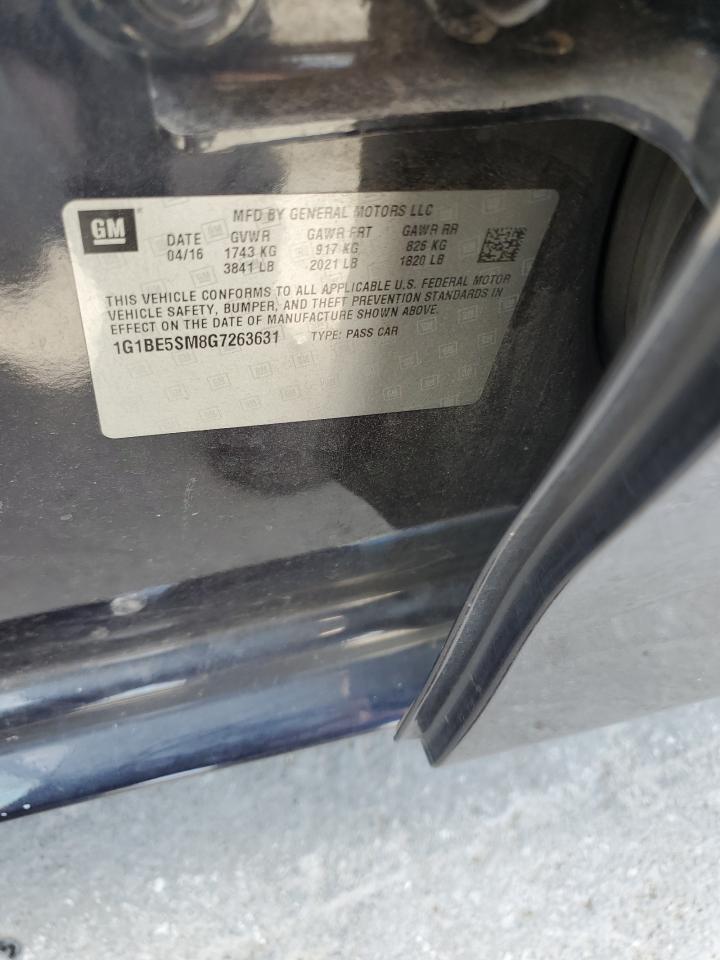 GM
MFD BY GENERAL MOTORS LLC
DATE GVWR GAWR FRT GAWR RR
04/16 1743 KG 917 KG 826 KG
3841 LB 2021 LB 1820 LB
THIS VEHICLE CONFORMS TO ALL APPLICABLE U.S. FEDERAL MOTOR
VEHICLE SAFETY, BUMPER, AND THEFT PREVENTION STANDARDS IN
EFFECT ON THE DATE OF MANUFACTURE SHOWN ABOVE.
1G1BE5SM8G7263631 TYPE: PASS CAR